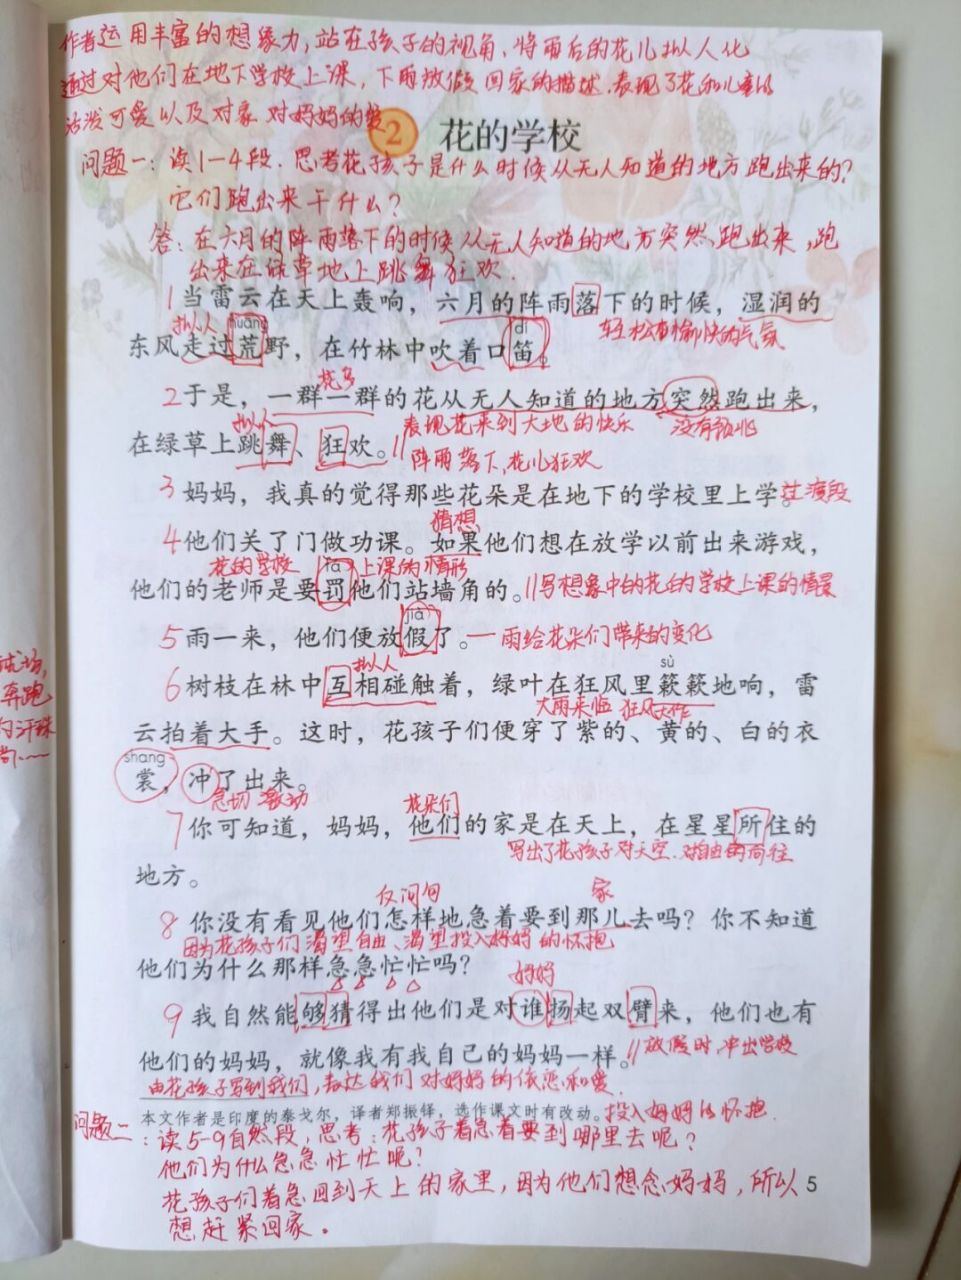 作者运用丰富的想象力，站在孩子的视角，将雨后的花儿拟人化
通过对他们在地下学校上课，下雨放假回家的描述，表现了花和儿童的
活泼可爱以及对家、对妈妈的爱
2 花的学校
问题一：读1—4段，思考花孩子是什么时候从无人知道的地方跑出来的？
它们跑出来干什么？
答：在六月的阵雨落下的时候从无人知道的地方突然跑出来，跑
出来在绿草地上跳舞狂欢．
1当雷云在天上轰响，六月的阵雨落下的时候，湿润的
拟人 huāng dí 轻松愉快的气氛
东风走过荒野，在竹林中吹着口笛。
花多
2于是，一群一群的花从无人知道的地方突然跑出来，
拟人 表现花来到大地的快乐 没有预兆
在绿草上跳舞、狂欢。‖阵雨落下，花儿狂欢
3妈妈，我真的觉得那些花朵是在地下的学校里上学。过渡段
猜想
4他们关了门做功课。如果他们想在放学以前出来游戏，
花的学校 fá 上课的情形
他们的老师是要罚他们站墙角的。‖写想象中的花的学校上课的情景
jià
5雨一来，他们便放假了。—雨给花朵们带来的变化
拟人 sù
6树枝在林中互相碰触着，绿叶在狂风里簌簌地响，雷
大雨来临 狂风大作
云拍着大手。这时，花孩子们便穿了紫的、黄的、白的衣
shang
裳，冲了出来。
急切 激动 花朵们
7你可知道，妈妈，他们的家是在天上，在星星所住的
写出了花孩子对天空、对自由的向往
地方。
反问句 家
8你没有看见他们怎样地急着要到那儿去吗？你不知道
因为花孩子们渴望自由、渴望投入妈妈的怀抱
他们为什么那样急急忙忙吗？
妈妈
9我自然能够猜得出他们是对谁扬起双臂来，他们也有
他们的妈妈，就像我有我自己的妈妈一样。‖放假时，冲出学校
由花孩子写到我们，表达我们对妈妈的依恋和爱．
本文作者是印度的泰戈尔，译者郑振铎，选作课文时有改动。投入妈妈的怀抱．
问题二：读5-9自然段，思考：花孩子着急着要到哪里去呢？
他们为什么急急忙忙呢？
花孩子们着急回到天上的家里，因为他们想念妈妈，所以
想赶紧回家．
5
奔跑
汗珠